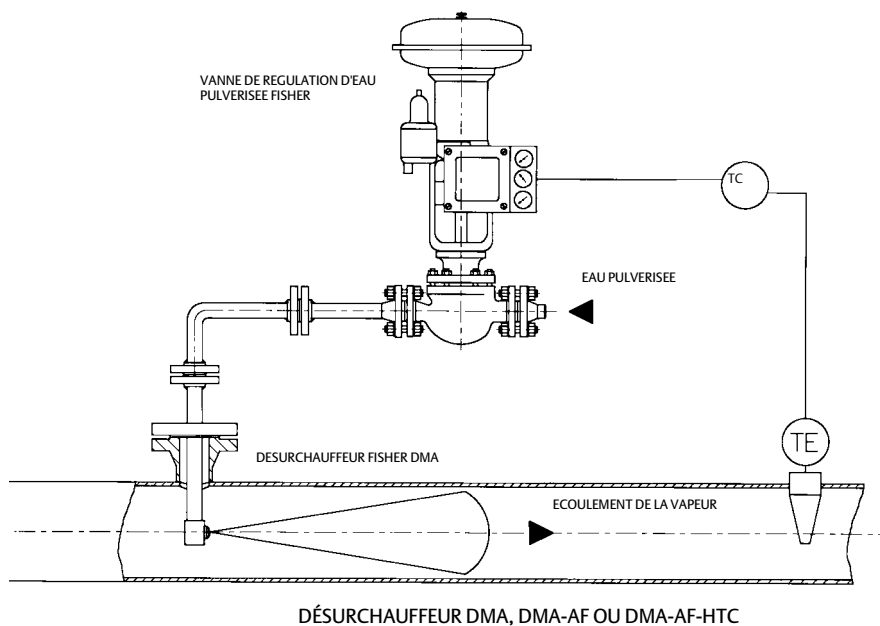 VANNE DE REGULATION D'EAU
PULVERISEE FISHER
TC
EAU PULVERISEE
TE
DESURCHAUFFEUR FISHER DMA
ECOULEMENT DE LA VAPEUR
DÉSURCHAUFFEUR DMA, DMA-AF OU DMA-AF-HTC